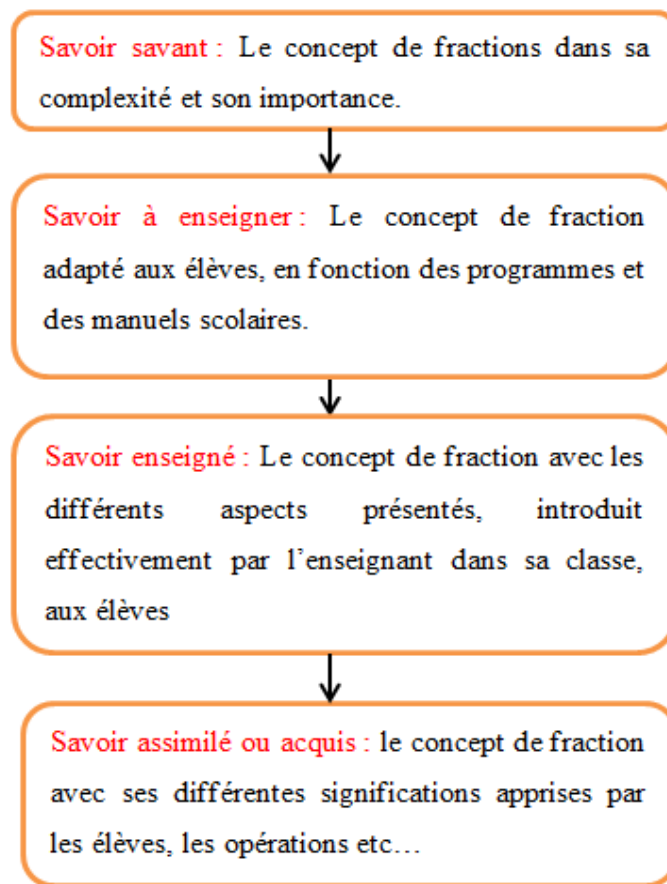 Savoir savant : Le concept de fractions dans sa
complexité et son importance.
Savoir à enseigner : Le concept de fraction
adapté aux élèves, en fonction des programmes et
des manuels scolaires.
Savoir enseigné : Le concept de fraction avec les
différents aspects présentés, introduit
effectivement par l’enseignant dans sa classe,
aux élèves
Savoir assimilé ou acquis : le concept de fraction
avec ses différentes significations apprises par
les élèves, les opérations etc…